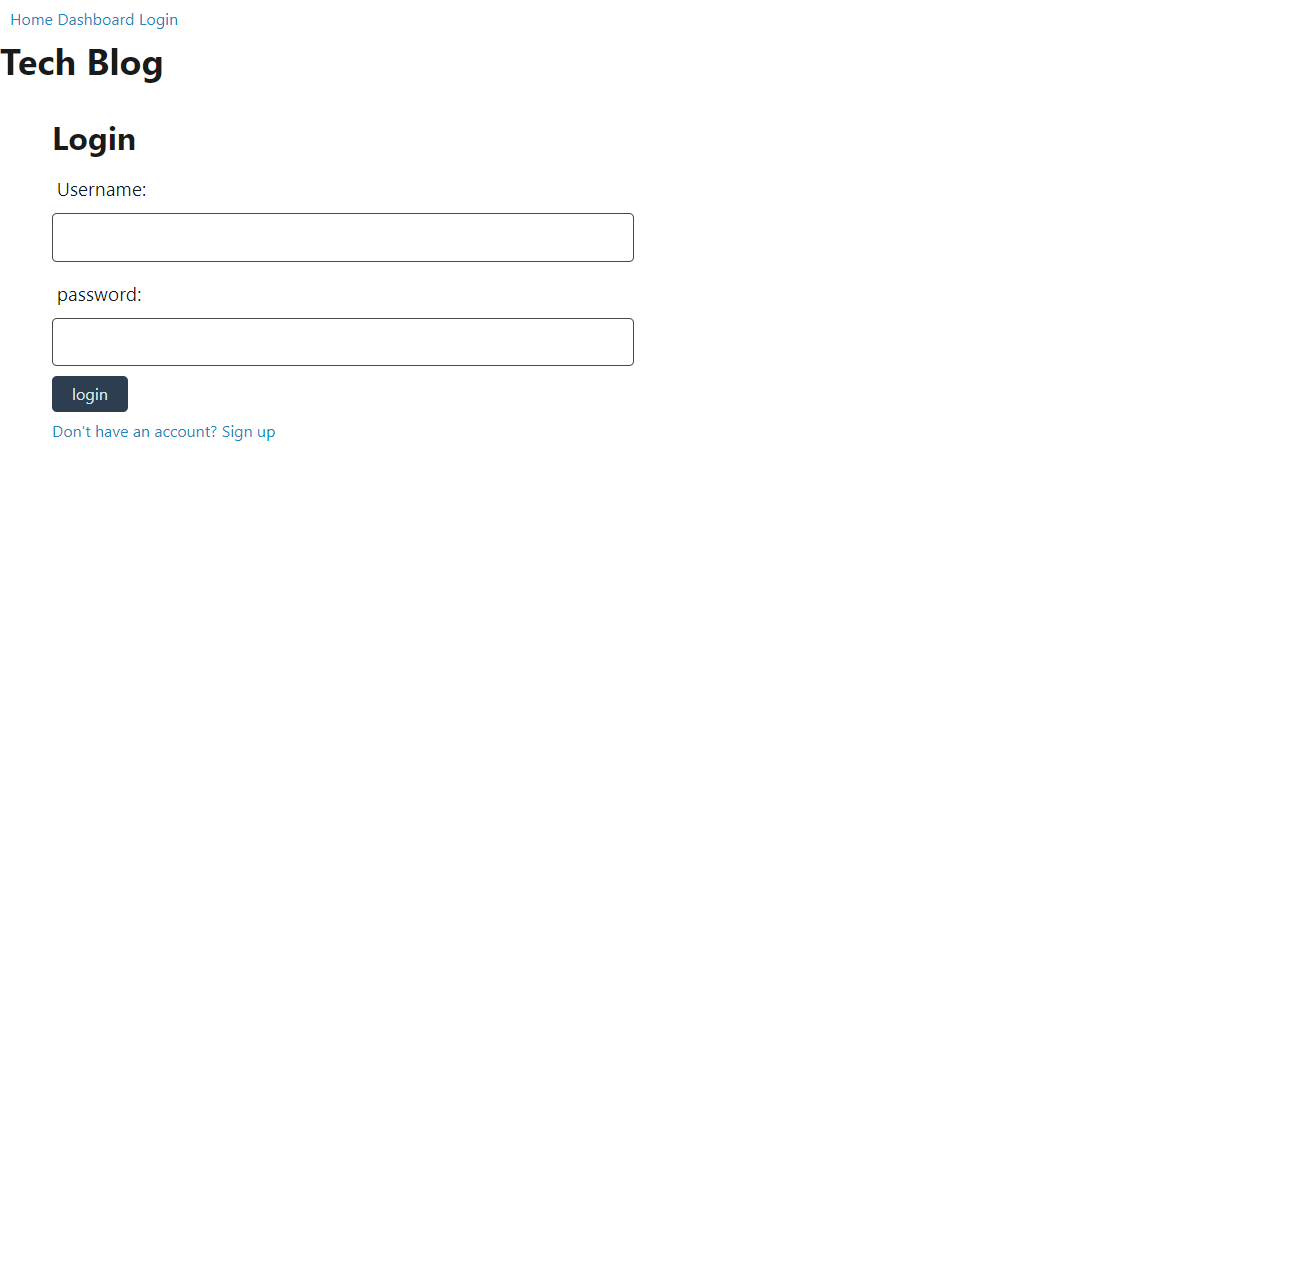 Home Dashboard Login
Tech Blog
Login
Username:
password:
login
Don't have an account? Sign up